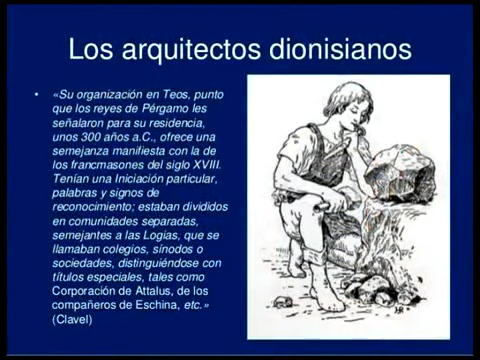 Los arquitectos dionisianos
• «Su organización en Teos, punto
que los reyes de Pérgamo les
señalaron para su residencia,
unos 300 años a.C., ofrece una
semejanza manifiesta con la de
los francmasones del siglo XVIII.
Tenían una Iniciación particular,
palabras y signos de
reconocimiento; estaban divididos
en comunidades separadas,
semejantes a las Logias, que se
llamaban colegios, sínodos o
sociedades, distinguiéndose con
títulos especiales, tales como
Corporación de Attalus, de los
compañeros de Eschina, etc.»
(Clavel)